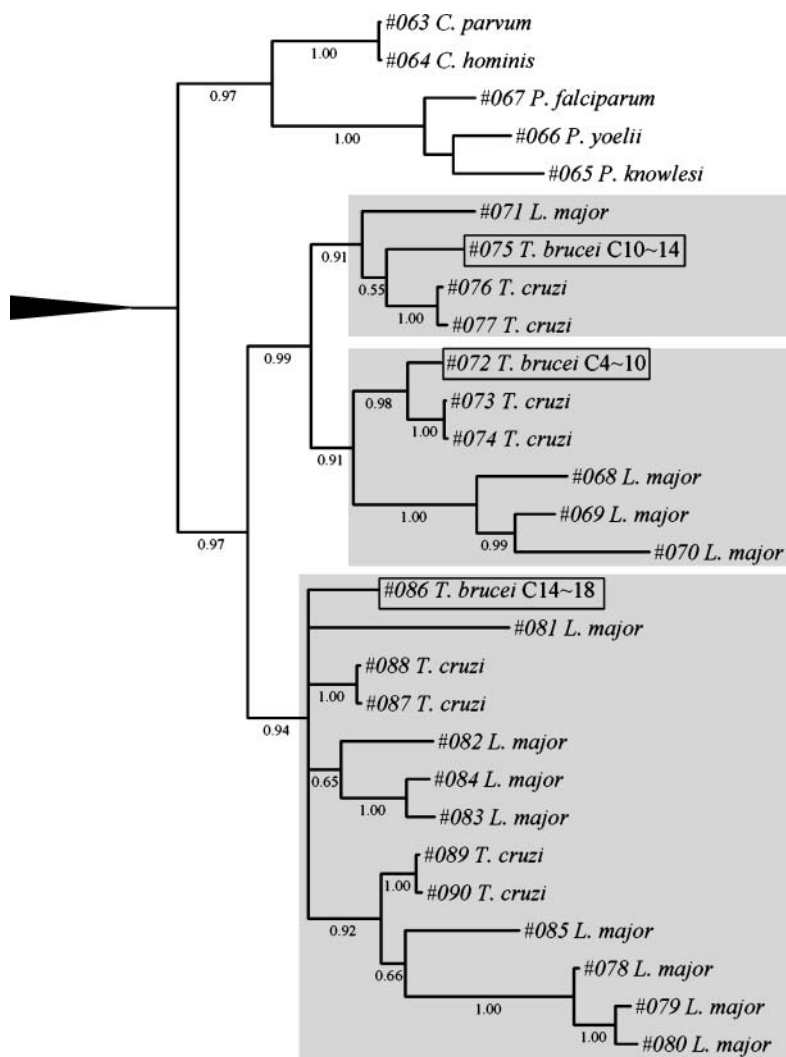 #063 C. parvum
1.00
#064 C. hominis
0.97
#067 P. falciparum
1.00
#066 P. yoelii
#065 P. knowlesi
#071 L. major
0.91
#075 T. brucei C10~14
0.55
#076 T. cruzi
1.00
#077 T. cruzi
0.99
#072 T. brucei C4~10
0.98
#073 T. cruzi
1.00
#074 T. cruzi
0.91
#068 L. major
1.00
#069 L. major
0.99
#070 L. major
0.97
#086 T. brucei C14~18
#081 L. major
#088 T. cruzi
1.00
#087 T. cruzi
0.94
#082 L. major
0.65
#084 L. major
1.00
#083 L. major
#089 T. cruzi
1.00
#090 T. cruzi
0.92
#085 L. major
0.66
#078 L. major
1.00
#079 L. major
1.00
#080 L. major